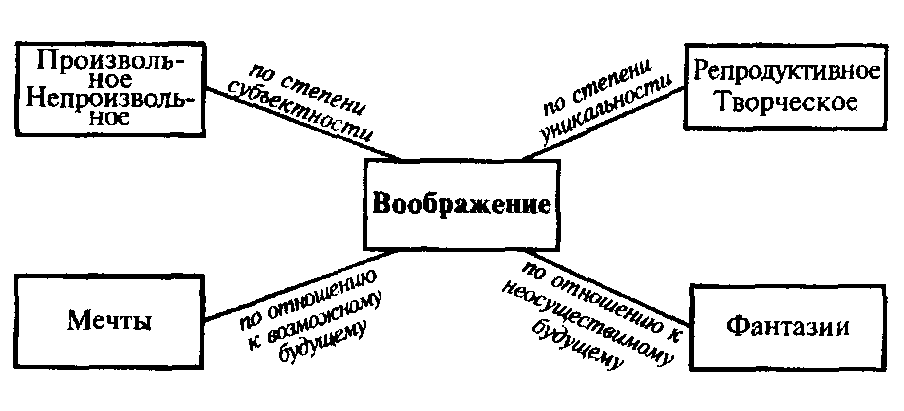 Произволь-
ное
Непроизволь-
ное
по степени
субъектности
по степени
уникальности
Репродуктивное
Творческое
Воображение
Мечты
по отношению
к возможному
будущему
по отношению к
неосуществимому
будущему
Фантазии